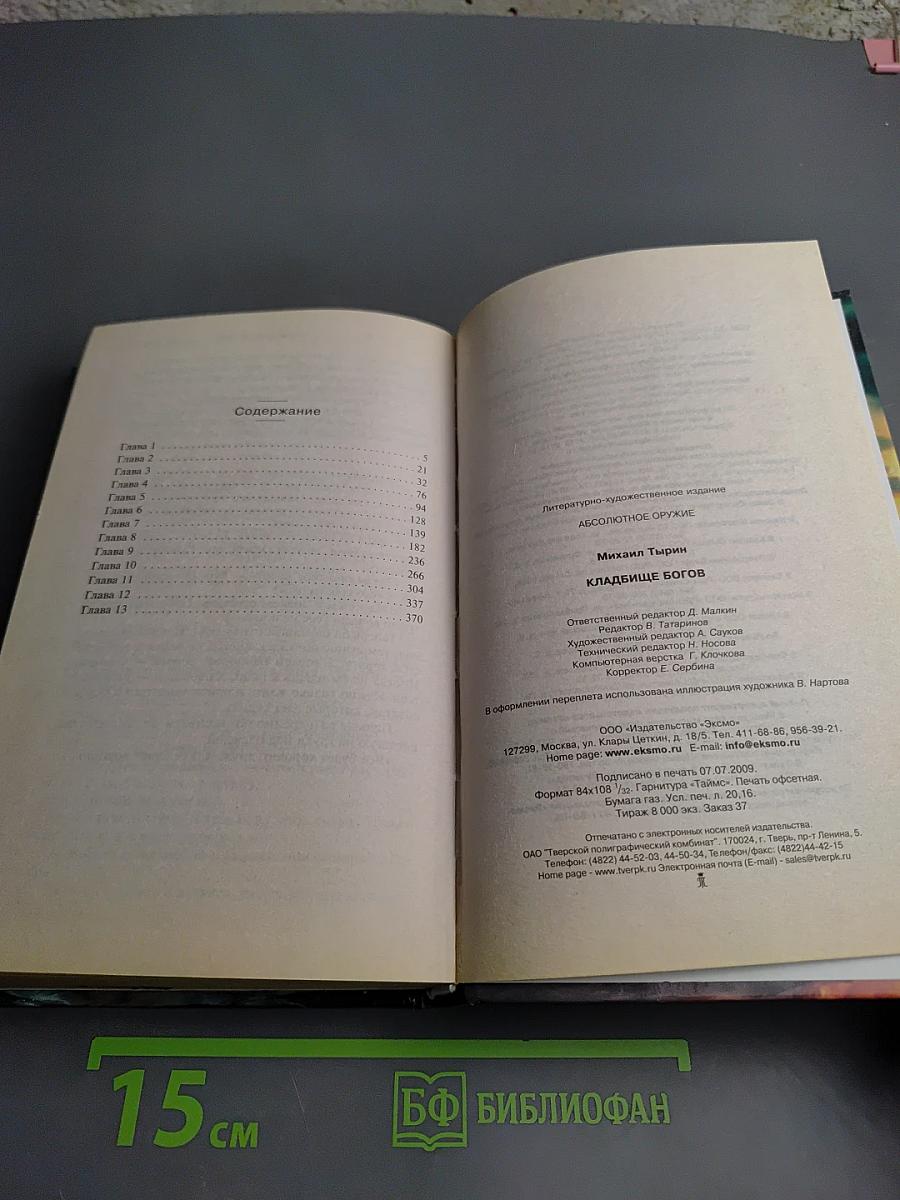 Содержание
Глава 1 . . . . . . . . . . 5
Глава 2 . . . . . . . . . . 21
Глава 3 . . . . . . . . . . 32
Глава 4 . . . . . . . . . . 76
Глава 5 . . . . . . . . . . 94
Глава 6 . . . . . . . . . . 128
Глава 7 . . . . . . . . . . 139
Глава 8 . . . . . . . . . . 182
Глава 9 . . . . . . . . . . 236
Глава 10 . . . . . . . . . . 266
Глава 11 . . . . . . . . . . 304
Глава 12 . . . . . . . . . . 337
Глава 13 . . . . . . . . . . 370
Литературно-художественное издание
АБСОЛЮТНОЕ ОРУЖИЕ
Михаил Тырин
КЛАДБИЩЕ БОГОВ
Ответственный редактор Д. Малкин
Редактор В. Татаринов
Художественный редактор А. Сауков
Технический редактор Н. Носова
Компьютерная верстка Г. Клочкова
Корректор Е. Сербина
В оформлении переплета использована иллюстрация художника В. Нартова
ООО «Издательство «Эксмо»
127299, Москва, ул. Клары Цеткин, д. 18/5. Тел. 411-68-86, 956-39-21.
Home page: www.eksmo.ru E-mail: info@eksmo.ru
Подписано в печать 07.07.2009.
Формат 84x108 1/32. Гарнитура «Таймс». Печать офсетная.
Бумага газ. Усл. печ. л. 20,16.
Тираж 8 000 экз. Заказ 37
Отпечатано с электронных носителей издательства.
ОАО "Тверской полиграфический комбинат". 170024, г. Тверь, пр-т Ленина, 5.
Телефон: (4822) 44-52-03, 44-50-34, Телефон/факс: (4822)44-42-15
Home page - www.tverpk.ru Электронная почта (E-mail) - sales@tverpk.ru
15 см
БФ БИБЛИОФАН